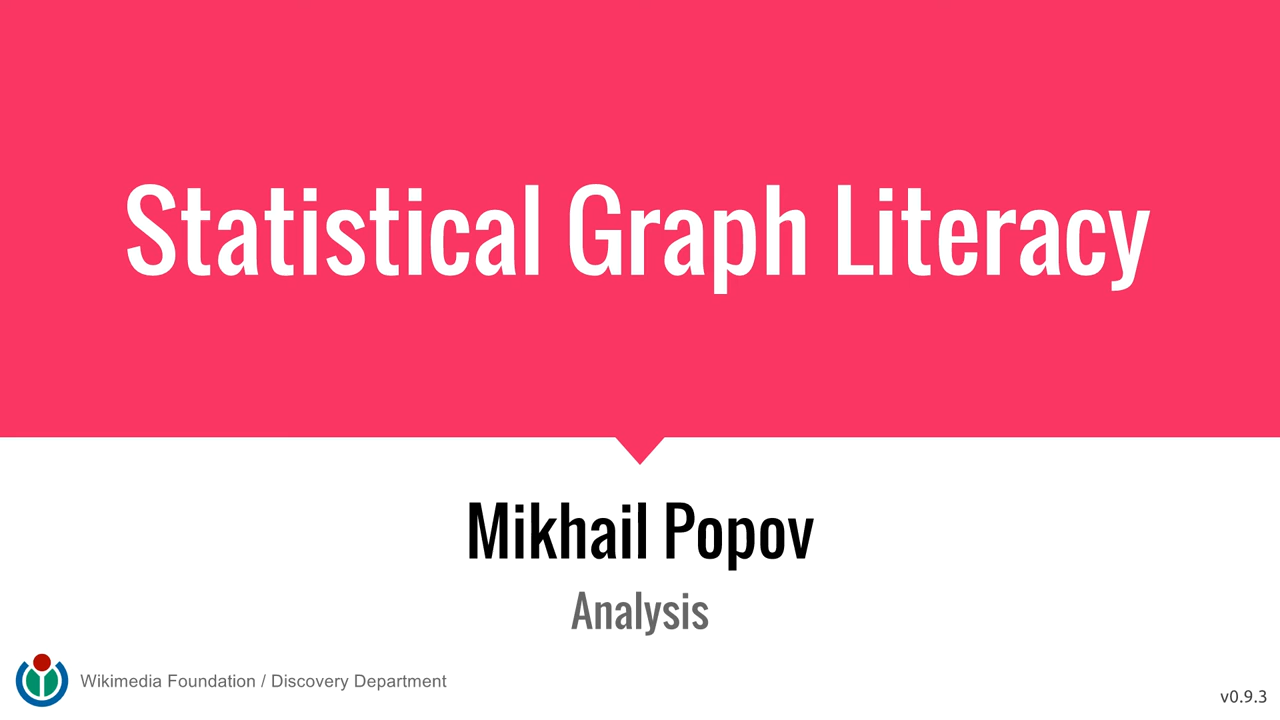 Statistical Graph Literacy
Mikhail Popov
Analysis
Wikimedia Foundation / Discovery Department
v0.9.3